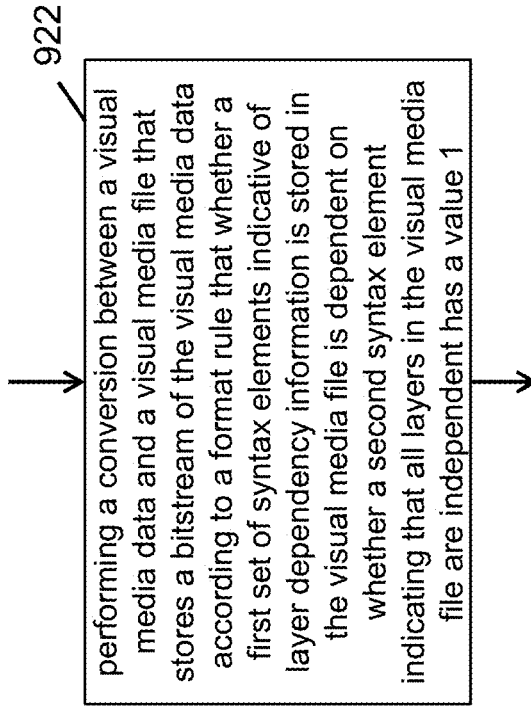 922
performing a conversion between a visual
media data and a visual media file that
stores a bitstream of the visual media data
according to a format rule that whether a
first set of syntax elements indicative of
layer dependency information is stored in
the visual media file is dependent on
whether a second syntax element
indicating that all layers in the visual media
file are independent has a value 1